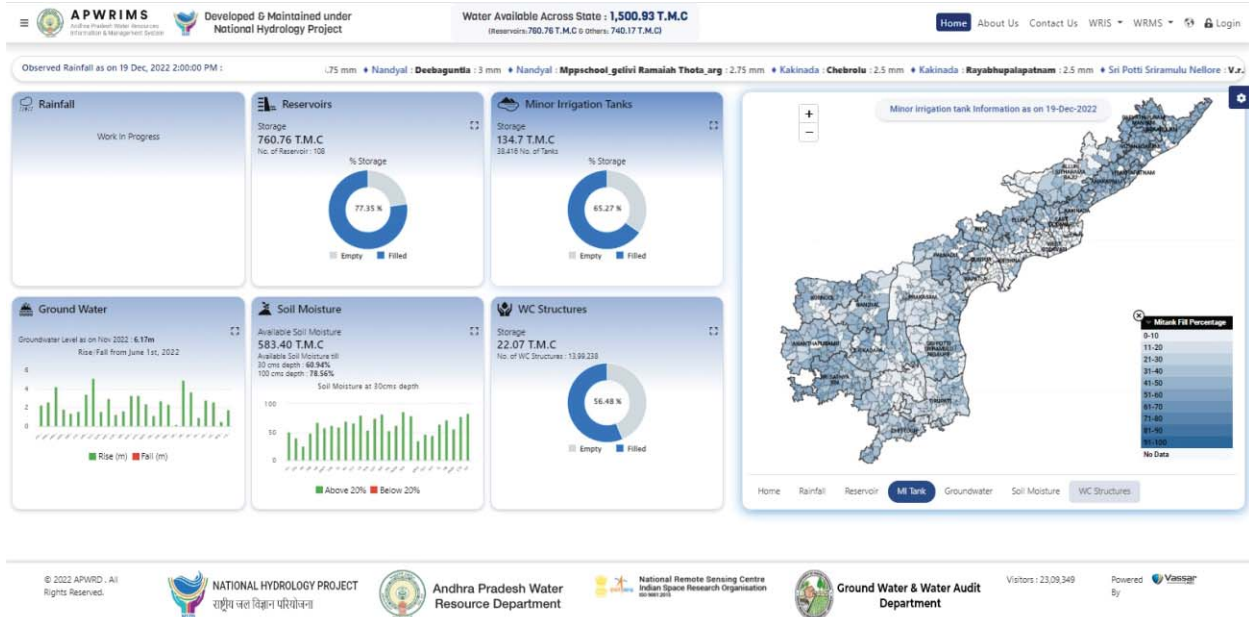 APWRIMS
Andhra Pradesh Water Resources
Information & Management System
Developed & Maintained under
National Hydrology Project
Water Available Across State : 1,500.93 T.M.C
(Reservoirs:760.76 T.M.C & Others: 740.17 T.M.C)
Home About Us Contact Us WRIS WRMS Login
Observed Rainfall as on 19 Dec, 2022 2:00:00 PM :
.75 mm ♦ Nandyal : Deebaguntla : 3 mm ♦ Nandyal : Mppschool_gelivi Ramaiah Thota_arg : 2.75 mm ♦ Kakinada : Chebrolu : 2.5 mm ♦ Kakinada : Rayabhupalapatnam : 2.5 mm ♦ Sri Potti Sriramulu Nellore : V.r.
Rainfall
Work In Progress
Reservoirs
Storage
760.76 T.M.C
No. of Reservoir : 108
% Storage
77.35 %
Empty Filled
Minor Irrigation Tanks
Storage
134.7 T.M.C
38,416 No. of Tanks
% Storage
65.27 %
Empty Filled
Ground Water
Groundwater Level as on Nov 2022 : 6.17m
Rise/Fall from June 1st, 2022
6
4
2
0
Rise (m) Fall (m)
Soil Moisture
Available Soil Moisture
583.40 T.M.C
Available Soil Moisture till
30 cms depth : 60.94%
100 cms depth : 78.56%
Soil Moisture at 30cms depth
100
50
0
Above 20% Below 20%
WC Structures
Storage
22.07 T.M.C
No. of WC Structures : 13,99,238
56.48 %
Empty Filled
+
−
Minor irrigation tank Information as on 19-Dec-2022
KAKINADA
PRAKASAM
CHITTOOR
Mitank Fill Percentage
0-10
11-20
21-30
31-40
41-50
51-60
61-70
71-80
81-90
91-100
No Data
Home Rainfall Reservoir MI Tank Groundwater Soil Moisture WC Structures
© 2022 APWRD . All
Rights Reserved.
NATIONAL HYDROLOGY PROJECT
राष्ट्रीय जल विज्ञान परियोजना
Andhra Pradesh Water
Resource Department
National Remote Sensing Centre
Indian Space Research Organisation
ISO 9001:2015
Ground Water & Water Audit
Department
Visitors : 23,09,349
Powered
By
Vassar